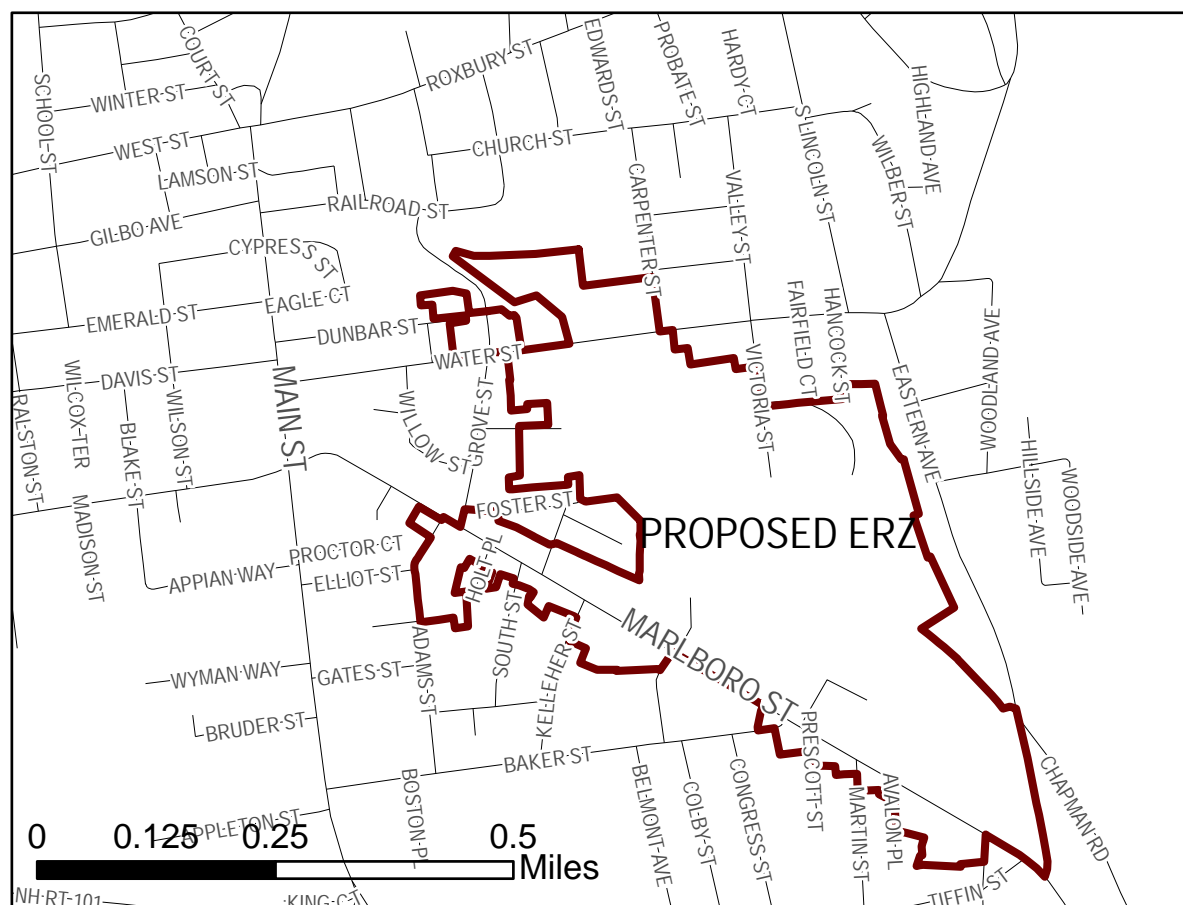 SCHOOL ST
COURT ST
WINTER ST
WEST ST
LAMSON ST
GILBO AVE
ROXBURY ST
CHURCH ST
RAILROAD ST
EDWARDS ST
PROBATE ST
HARDY CT
HIGHLAND AVE
S LINCOLN ST
WILBER ST
CARPENTER ST
VALLEY ST
CYPRESS ST
EAGLE CT
EMERALD ST
DUNBAR ST
WATER ST
DAVIS ST
RALSTON ST
WILCOX TER
BLAKE ST
WILSON ST
MAIN ST
WILLOW ST
GROVE ST
VICTORIA ST
FAIRFIELD CT
HANCOCK ST
EASTERN AVE
WOODLAND AVE
HILLSIDE AVE
WOODSIDE AVE
MADISON ST
FOSTER ST
PROPOSED ERZ
PROCTOR CT
APPIAN WAY
ELLIOT ST
HOLT PL
SOUTH ST
KELLEHER ST
MARLBORO ST
ADAMS ST
WYMAN WAY
GATES ST
BRUDER ST
BAKER ST
BOSTON PL
BELMONT AVE
COLBY ST
CONGRESS ST
PRESCOTT ST
MARTIN ST
AVALON PL
CHAPMAN RD
TIFFIN ST
APPLETON ST
0 0.125 0.25 0.5
Miles
NH RT 101
KING CT